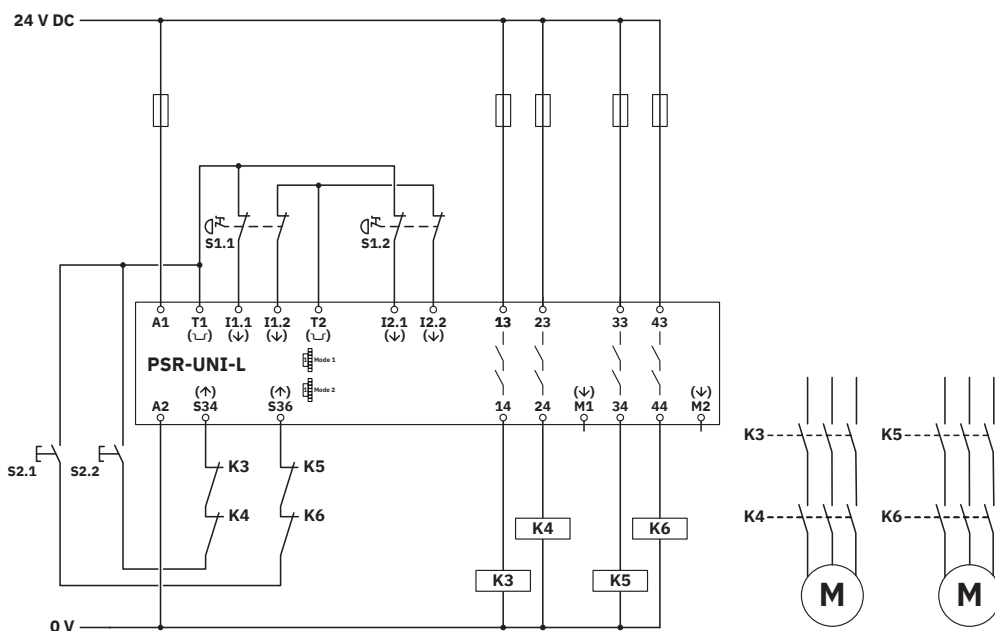 24 V DC
S1.1 S1.2
A1 T1 I1.1 I1.2 T2 I2.1 I2.2 13 23 33 43
PSR-UNI-L
1 Mode 1
1 Mode 2
A2 S34 S36 14 24 M1 34 44 M2
K3 K5
S2.1 S2.2 K3 K5
K4 K6 K4 K6
K4 K6
K3 K5 M M
0 V